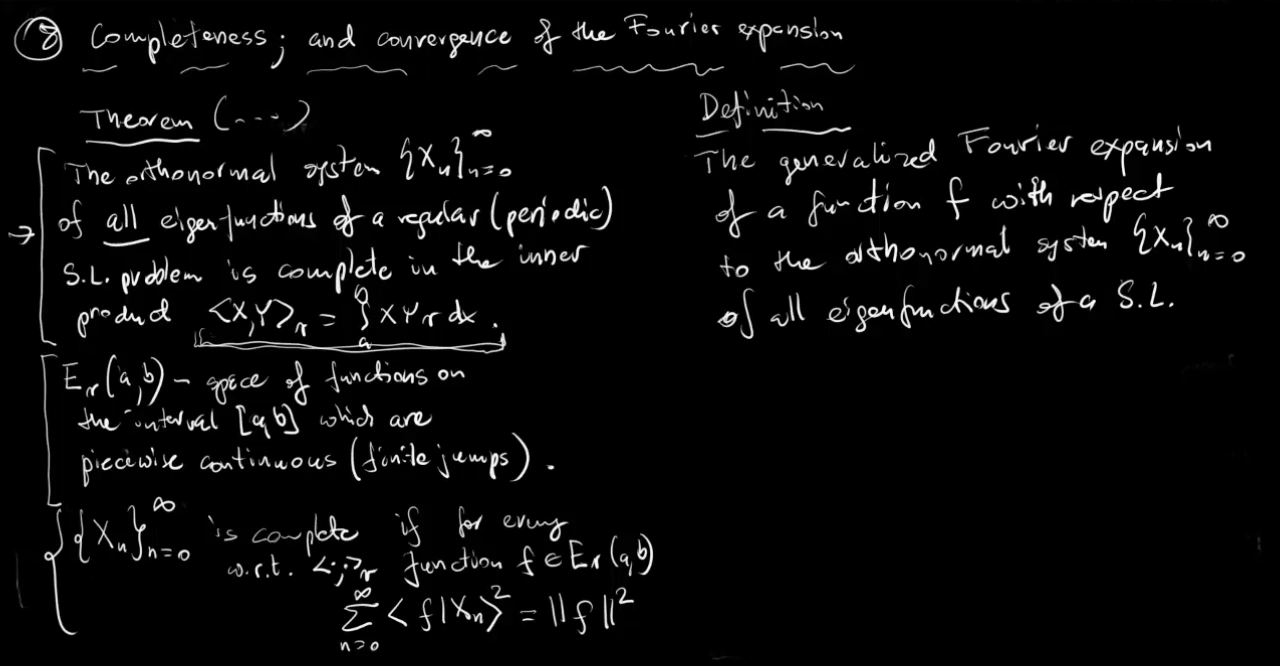 ⑧ Completeness; and convergence of the Fourier expansion
Theorem (....)
The orthonormal system {Xₙ}ₙ₌₀^∞
of all eigenfunctions of a regular (periodic)
S.L. problem is complete in the inner
product <X,Y>ᵣ = ∫ₐᵇ X Y r dx.
Eᵣ(a,b) – space of functions on
the interval [a,b] which are
piecewise continuous (finite jumps).
{Xₙ}ₙ₌₀^∞ is complete if for every
w.r.t. <·,·>ᵣ function f ∈ Eᵣ(a,b)
∑ₙ₌₀^∞ <f|Xₙ>² = ||f||²
Definition
The generalized Fourier expansion
of a function f with respect
to the orthonormal system {Xₙ}ₙ₌₀^∞
of all eigenfunctions of a S.L.